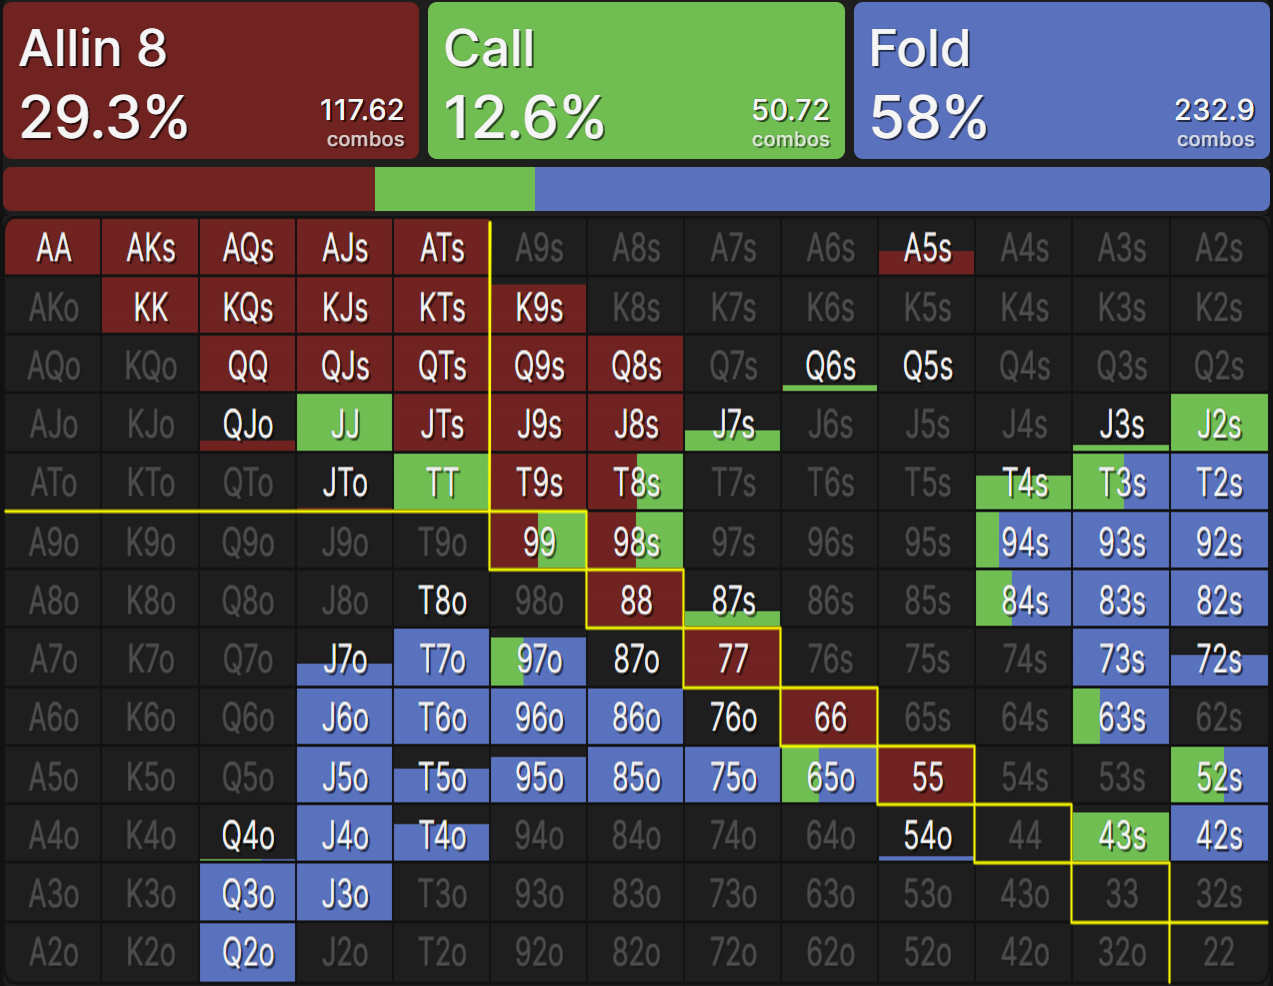 Allin 8
29.3%
117.62
combos
Call
12.6%
50.72
combos
Fold
58%
232.9
combos
AA AKs AQs AJs ATs A9s A8s A7s A6s A5s A4s A3s A2s
AKo KK KQs KJs KTs K9s K8s K7s K6s K5s K4s K3s K2s
AQo KQo QQ QJs QTs Q9s Q8s Q7s Q6s Q5s Q4s Q3s Q2s
AJo KJo QJo JJ JTs J9s J8s J7s J6s J5s J4s J3s J2s
ATo KTo QTo JTo TT T9s T8s T7s T6s T5s T4s T3s T2s
A9o K9o Q9o J9o T9o 99 98s 97s 96s 95s 94s 93s 92s
A8o K8o Q8o J8o T8o 98o 88 87s 86s 85s 84s 83s 82s
A7o K7o Q7o J7o T7o 97o 87o 77 76s 75s 74s 73s 72s
A6o K6o Q6o J6o T6o 96o 86o 76o 66 65s 64s 63s 62s
A5o K5o Q5o J5o T5o 95o 85o 75o 65o 55 54s 53s 52s
A4o K4o Q4o J4o T4o 94o 84o 74o 64o 54o 44 43s 42s
A3o K3o Q3o J3o T3o 93o 83o 73o 63o 53o 43o 33 32s
A2o K2o Q2o J2o T2o 92o 82o 72o 62o 52o 42o 32o 22